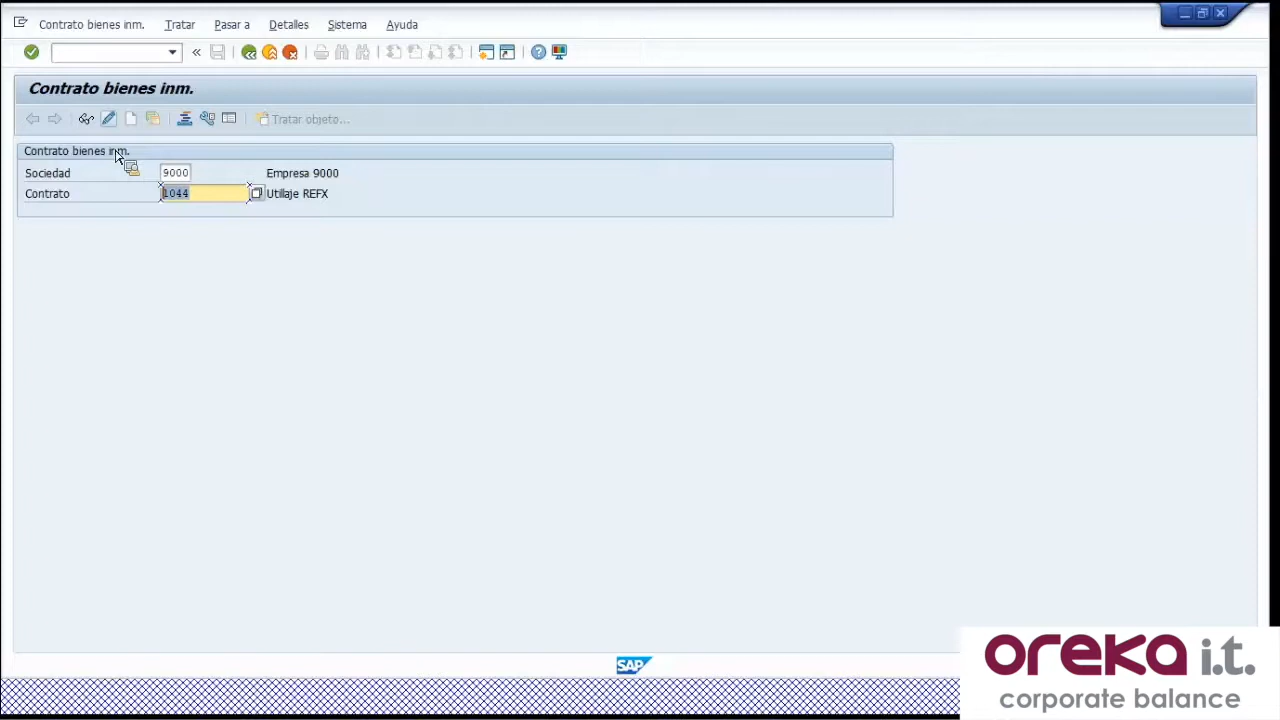 Contrato bienes inm. Tratar Pasar a Detalles Sistema Ayuda
Contrato bienes inm.
Tratar objeto...
Contrato bienes inm.
Sociedad 9000 Empresa 9000
Contrato 1044 Utilaje REFX
SAP
oreka i.t.
corporate balance